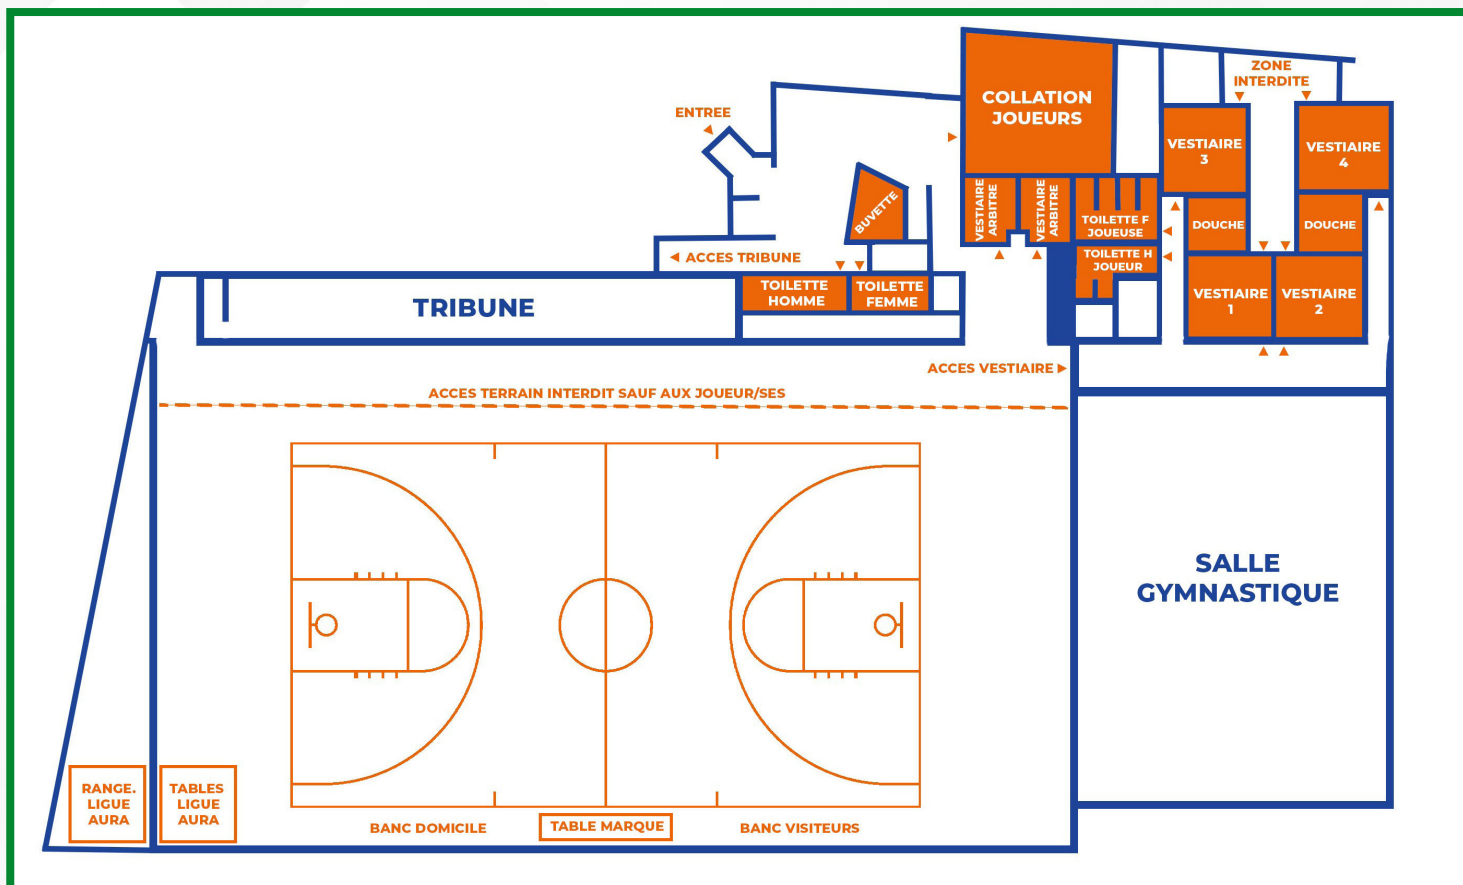 ZONE
INTERDITE
COLLATION
JOUEURS
ENTREE
VESTIAIRE
3
VESTIAIRE
4
VESTIAIRE
ARBITRE
VESTIAIRE
ARBITRE
BUVETTE
TOILETTE F
JOUEUSE
DOUCHE
DOUCHE
ACCES TRIBUNE
TOILETTE H
JOUEUR
TOILETTE
HOMME
TOILETTE
FEMME
VESTIAIRE
1
VESTIAIRE
2
TRIBUNE
ACCES VESTIAIRE
ACCES TERRAIN INTERDIT SAUF AUX JOUEUR/SES
SALLE
GYMNASTIQUE
RANGE.
LIGUE
AURA
TABLES
LIGUE
AURA
BANC DOMICILE
TABLE MARQUE
BANC VISITEURS